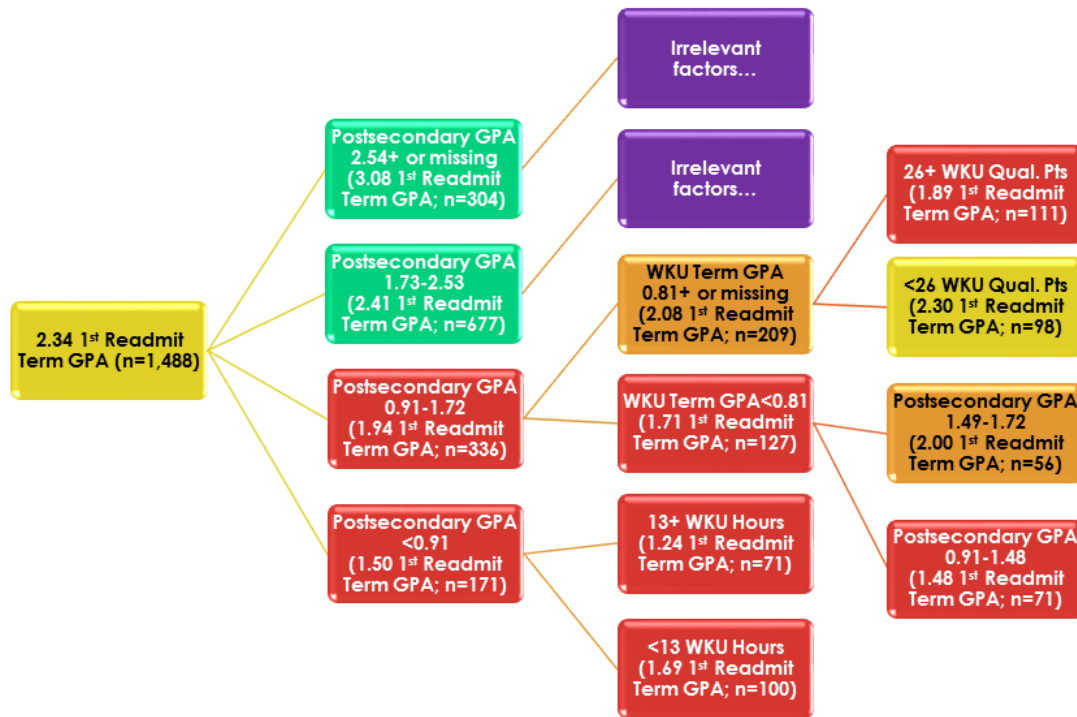 2.34 1st Readmit
Term GPA (n=1,488)
Postsecondary GPA
2.54+ or missing
(3.08 1st Readmit
Term GPA; n=304)
Postsecondary GPA
1.73-2.53
(2.41 1st Readmit
Term GPA; n=677)
Postsecondary GPA
0.91-1.72
(1.94 1st Readmit
Term GPA; n=336)
Postsecondary GPA
<0.91
(1.50 1st Readmit
Term GPA; n=171)
Irrelevant
factors...
Irrelevant
factors...
WKU Term GPA
0.81+ or missing
(2.08 1st Readmit
Term GPA; n=209)
WKU Term GPA<0.81
(1.71 1st Readmit
Term GPA; n=127)
13+ WKU Hours
(1.24 1st Readmit
Term GPA; n=71)
<13 WKU Hours
(1.69 1st Readmit
Term GPA; n=100)
26+ WKU Qual. Pts
(1.89 1st Readmit
Term GPA; n=111)
<26 WKU Qual. Pts
(2.30 1st Readmit
Term GPA; n=98)
Postsecondary GPA
1.49-1.72
(2.00 1st Readmit
Term GPA; n=56)
Postsecondary GPA
0.91-1.48
(1.48 1st Readmit
Term GPA; n=71)